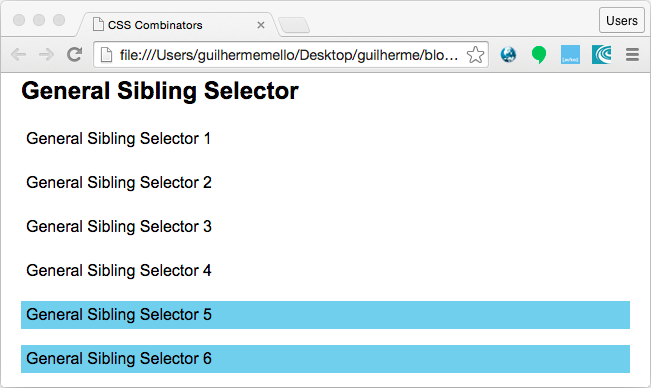 CSS Combinators
Users
file:///Users/guilhermemello/Desktop/guilherme/blo…
General Sibling Selector
General Sibling Selector 1
General Sibling Selector 2
General Sibling Selector 3
General Sibling Selector 4
General Sibling Selector 5
General Sibling Selector 6